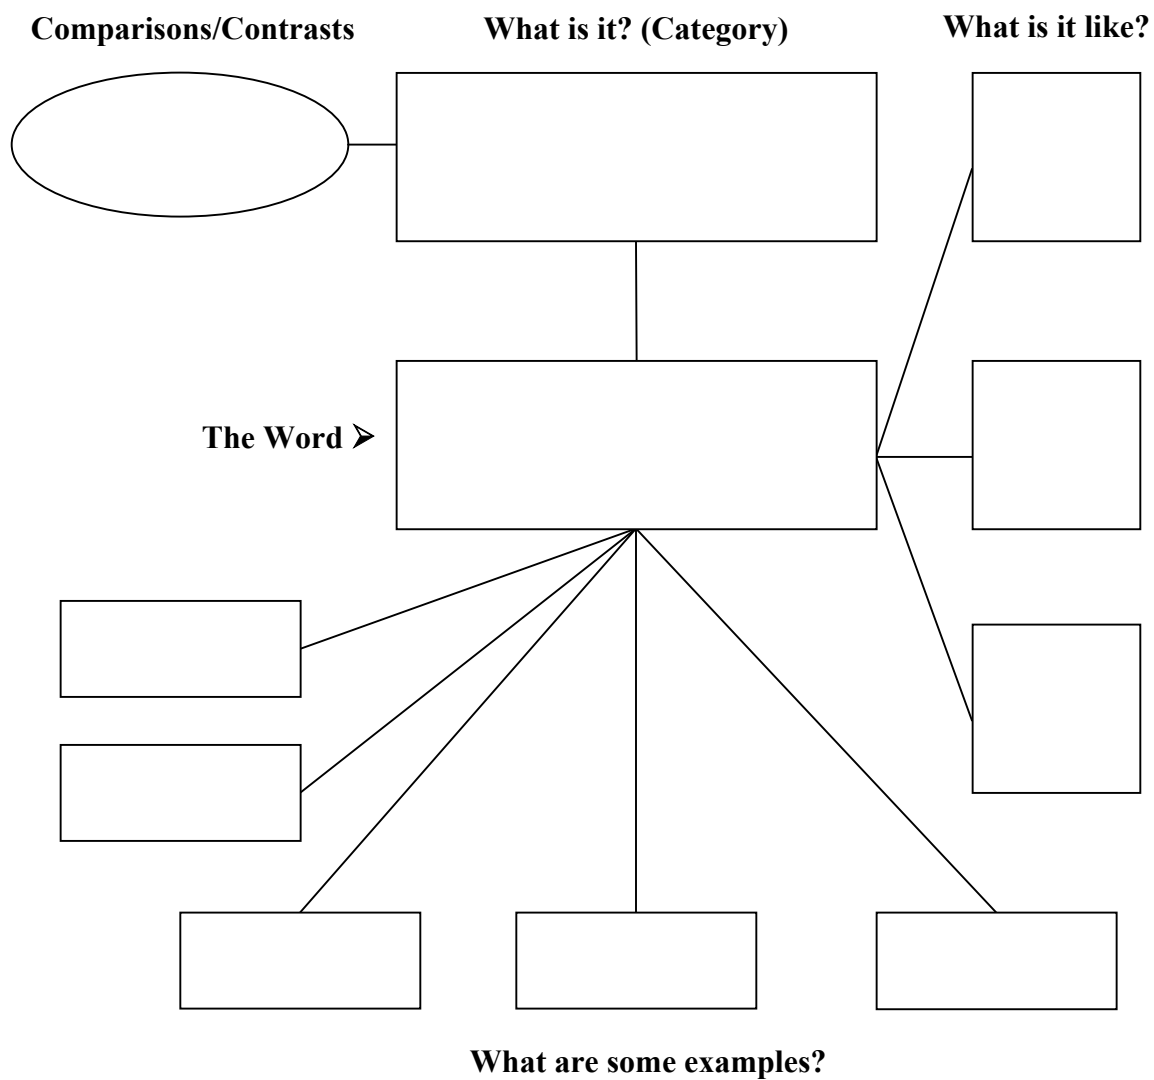 Comparisons/Contrasts
What is it? (Category)
What is it like?
The Word ➢
What are some examples?